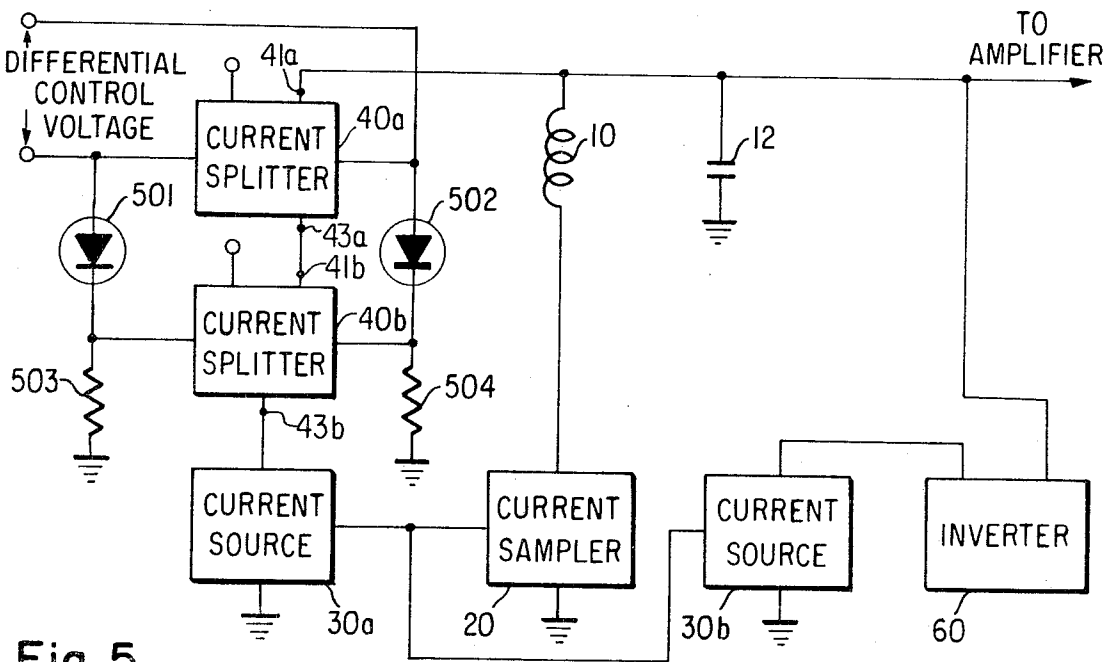 DIFFERENTIAL
CONTROL
VOLTAGE
41a
TO
AMPLIFIER
CURRENT
SPLITTER
40a
10
12
501
502
43a
41b
CURRENT
SPLITTER
40b
503
504
43b
CURRENT
SOURCE
CURRENT
SAMPLER
CURRENT
SOURCE
INVERTER
30a
20
30b
60
Fig. 5